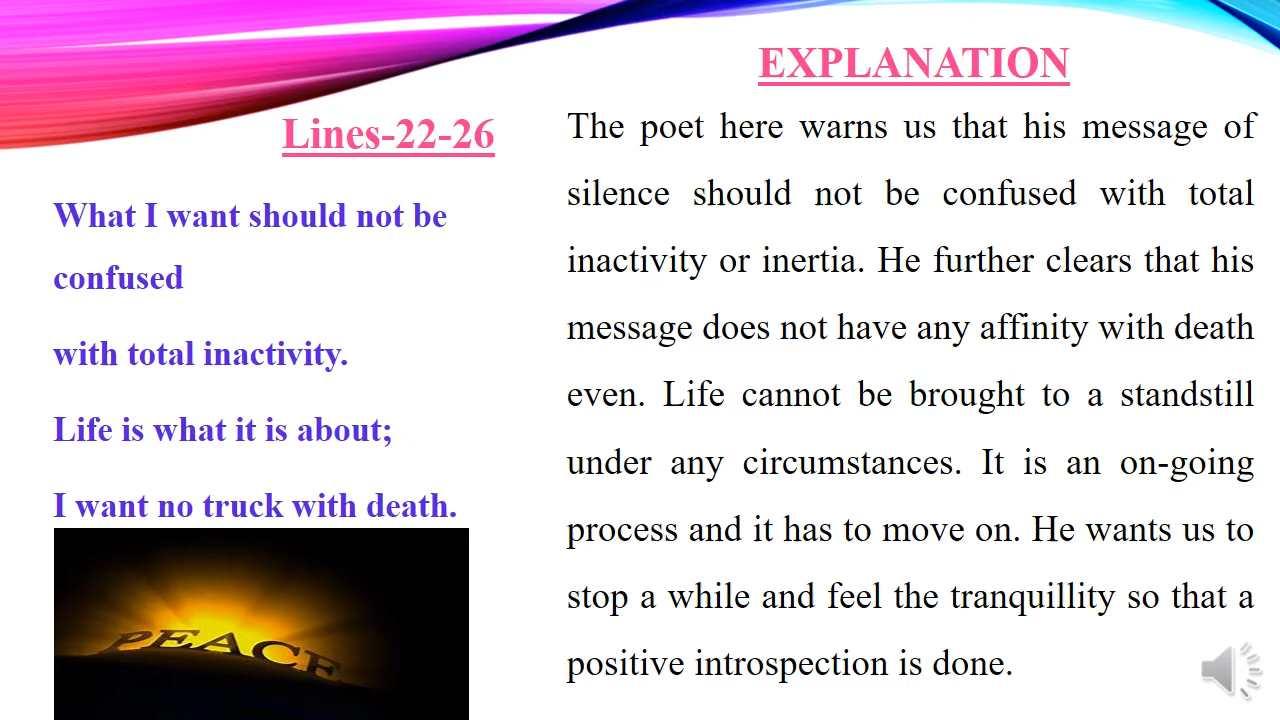 Lines-22-26
What I want should not be
confused
with total inactivity.
Life is what it is about;
I want no truck with death.
PEACE
EXPLANATION
The poet here warns us that his message of
silence should not be confused with total
inactivity or inertia. He further clears that his
message does not have any affinity with death
even. Life cannot be brought to a standstill
under any circumstances. It is an on-going
process and it has to move on. He wants us to
stop a while and feel the tranquillity so that a
positive introspection is done.